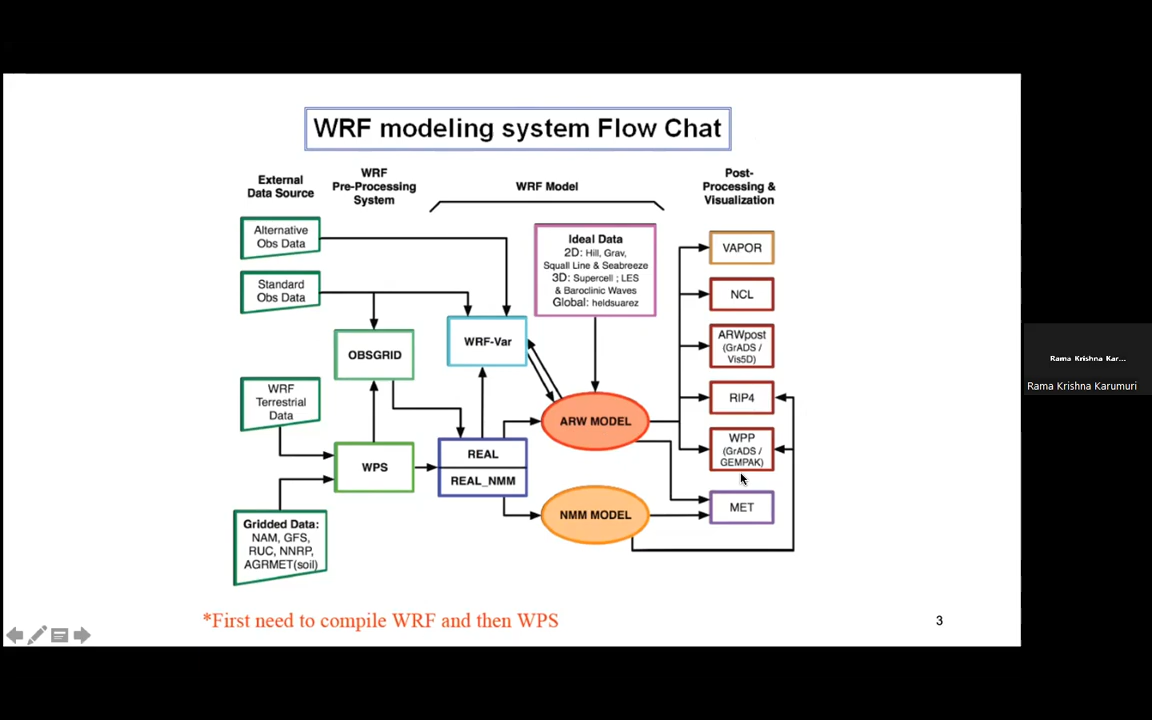 WRF modeling system Flow Chat
External
Data Source
WRF
Pre-Processing
System
WRF Model
Post-
Processing &
Visualization
Alternative
Obs Data
Standard
Obs Data
WRF
Terrestrial
Data
Gridded Data:
NAM, GFS,
RUC, NNRP,
AGRMET(soil)
OBSGRID
WPS
WRF-Var
REAL
REAL_NMM
Ideal Data
2D: Hill, Grav,
Squall Line & Seabreeze
3D: Supercell ; LES
& Baroclinic Waves
Global: heldsuarez
ARW MODEL
NMM MODEL
VAPOR
NCL
ARWpost
(GrADS /
Vis5D)
RIP4
WPP
(GrADS /
GEMPAK)
MET
*First need to compile WRF and then WPS
3
Rama Krishna Kar...
Rama Krishna Karumuri